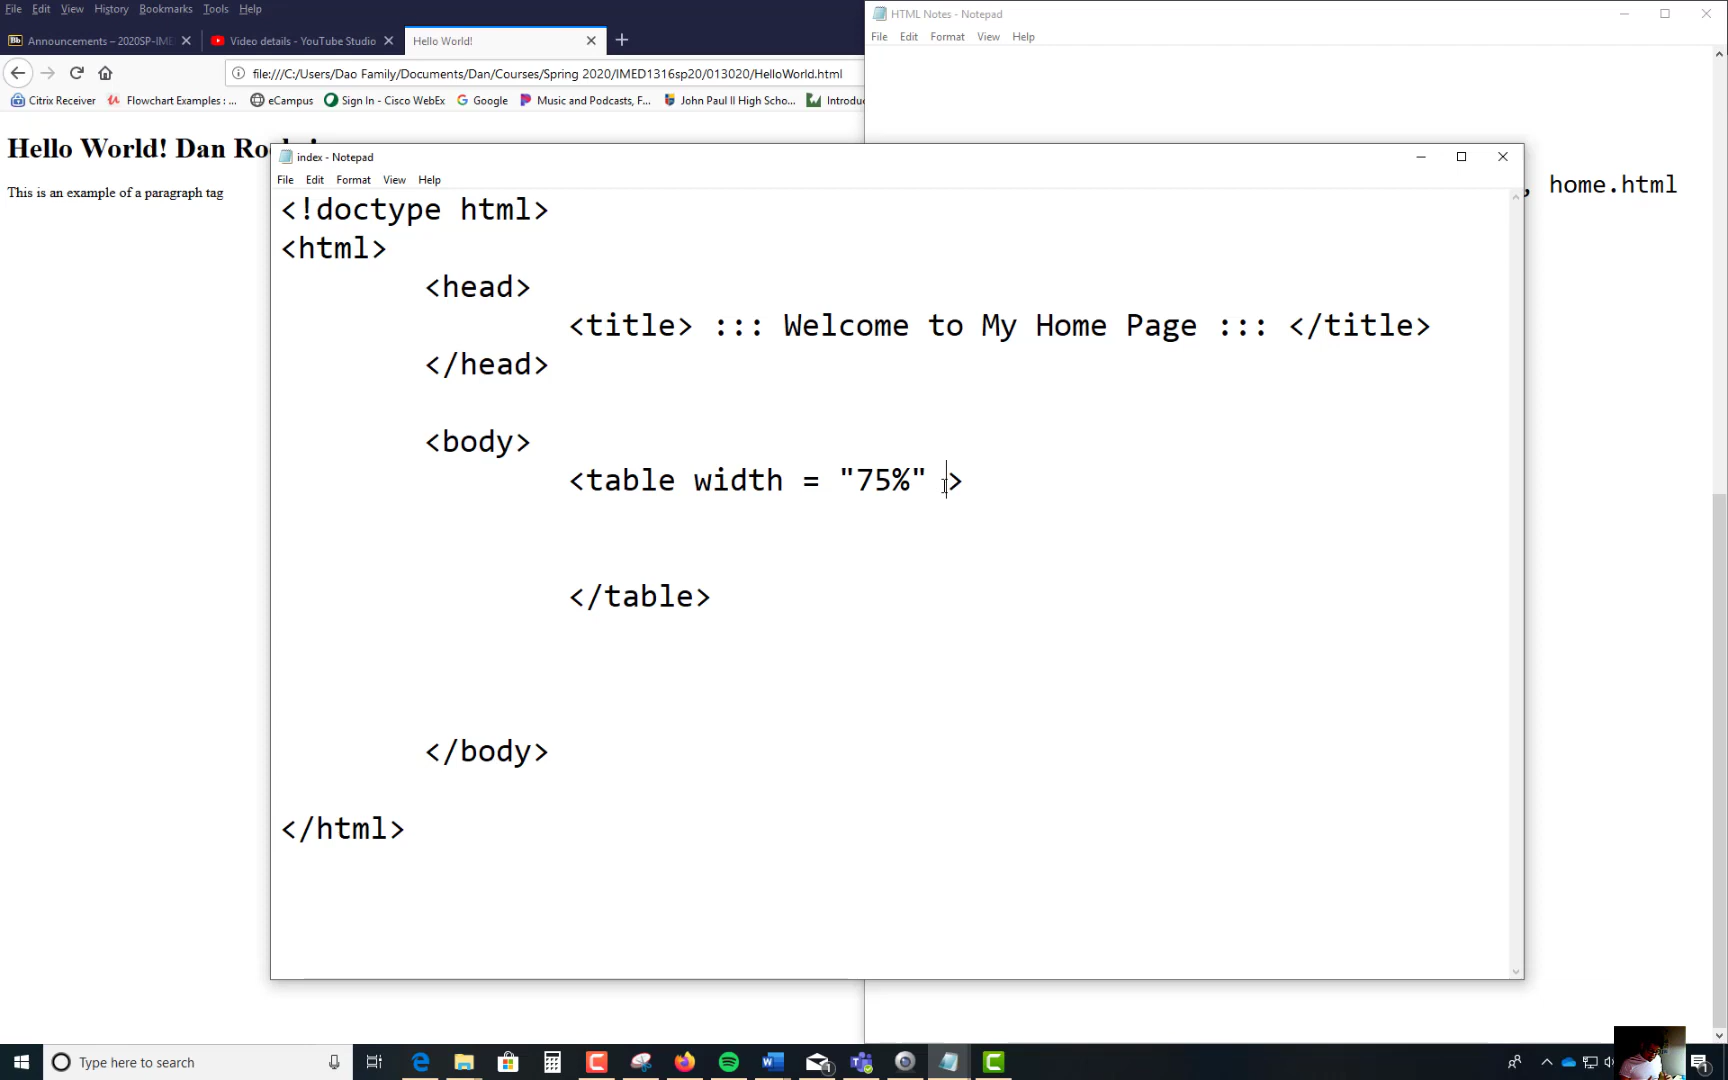 File Edit View History Bookmarks Tools Help
Announcements – 2020SP-IME
Video details - YouTube Studio
Hello World!
file:///C:/Users/Dao Family/Documents/Dan/Courses/Spring 2020/IMED1316sp20/013020/HelloWorld.html
Citrix Receiver
Flowchart Examples : ...
eCampus
Sign In - Cisco WebEx
Google
Music and Podcasts, F...
John Paul II High Scho...
Introduc
Hello World! Dan
This is an example of a paragraph tag
HTML Notes - Notepad
File Edit Format View Help
, home.html
index - Notepad
File Edit Format View Help
<!doctype html>
<html>
<head>
<title> ::: Welcome to My Home Page ::: </title>
</head>
<body>
<table width = "75%" >
</table>
</body>
</html>
Type here to search